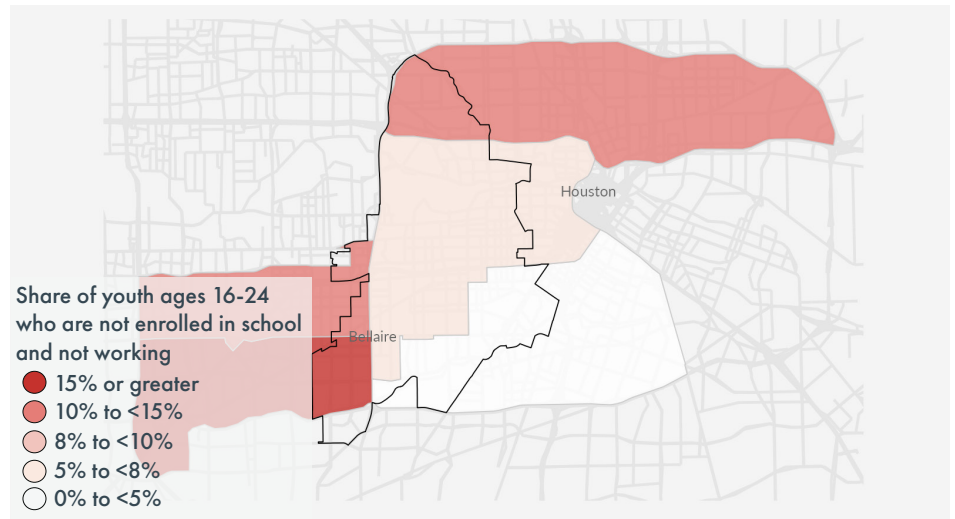 Houston
Share of youth ages 16-24
who are not enrolled in school
and not working
Bellaire
15% or greater
10% to <15%
8% to <10%
5% to <8%
0% to <5%